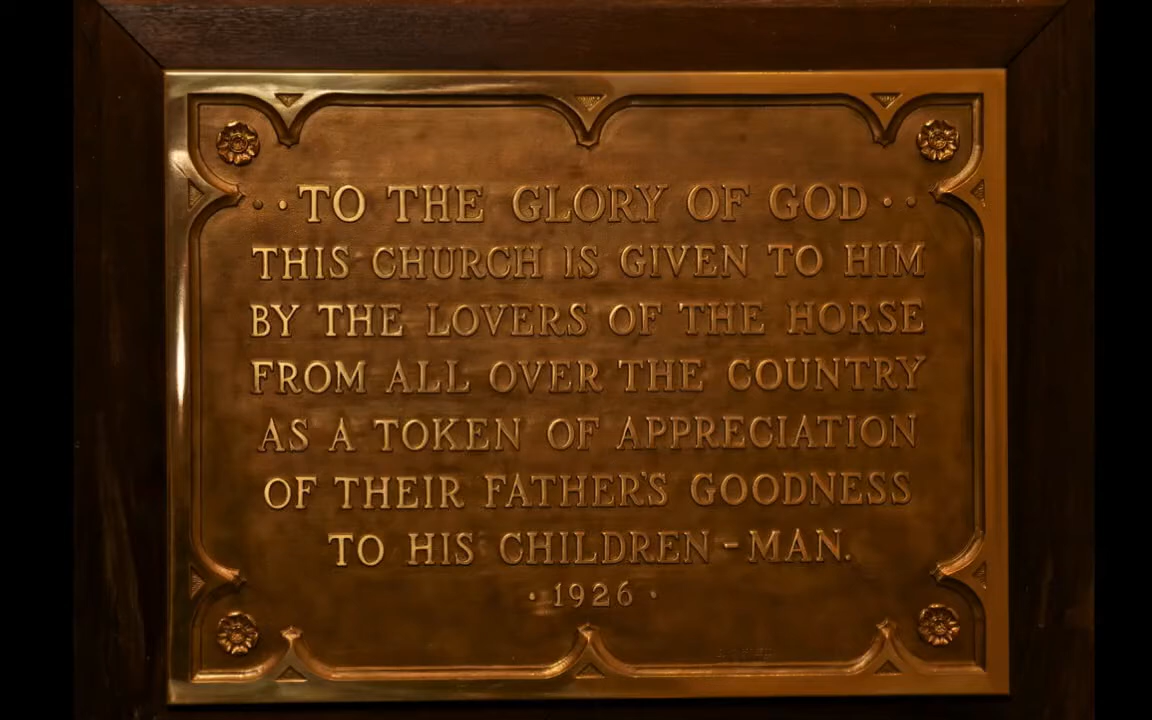 ··TO THE GLORY OF GOD··
THIS CHURCH IS GIVEN TO HIM
BY THE LOVERS OF THE HORSE
FROM ALL OVER THE COUNTRY
AS A TOKEN OF APPRECIATION
OF THEIR FATHER'S GOODNESS
TO HIS CHILDREN-MAN.
·1926·